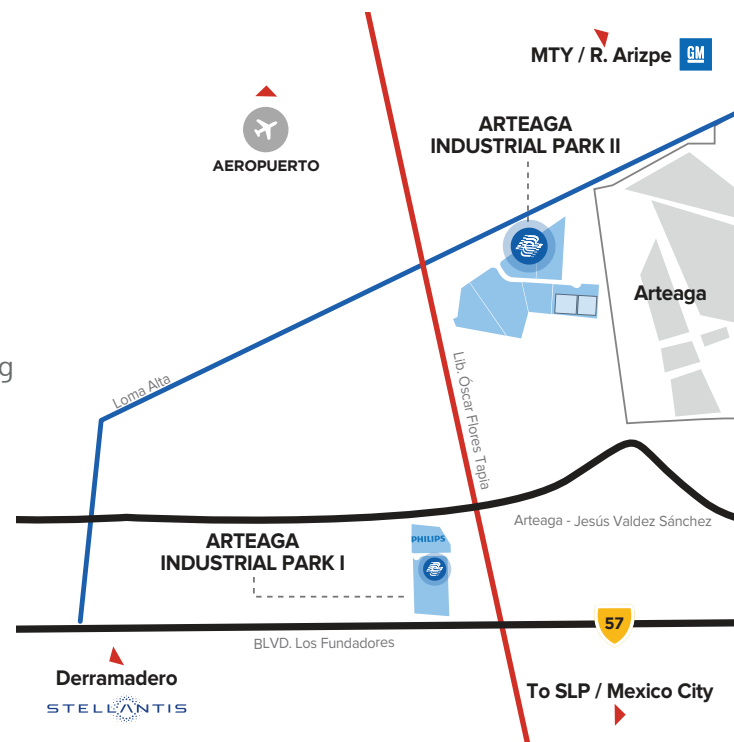 MTY / R. Arizpe GM
AEROPUERTO
ARTEAGA
INDUSTRIAL PARK II
Arteaga
g
Loma Alta
Lib. Óscar Flores Tapia
Arteaga - Jesús Valdez Sánchez
PHILIPS
ARTEAGA
INDUSTRIAL PARK I
57
BLVD. Los Fundadores
Derramadero
STELLANTIS
To SLP / Mexico City